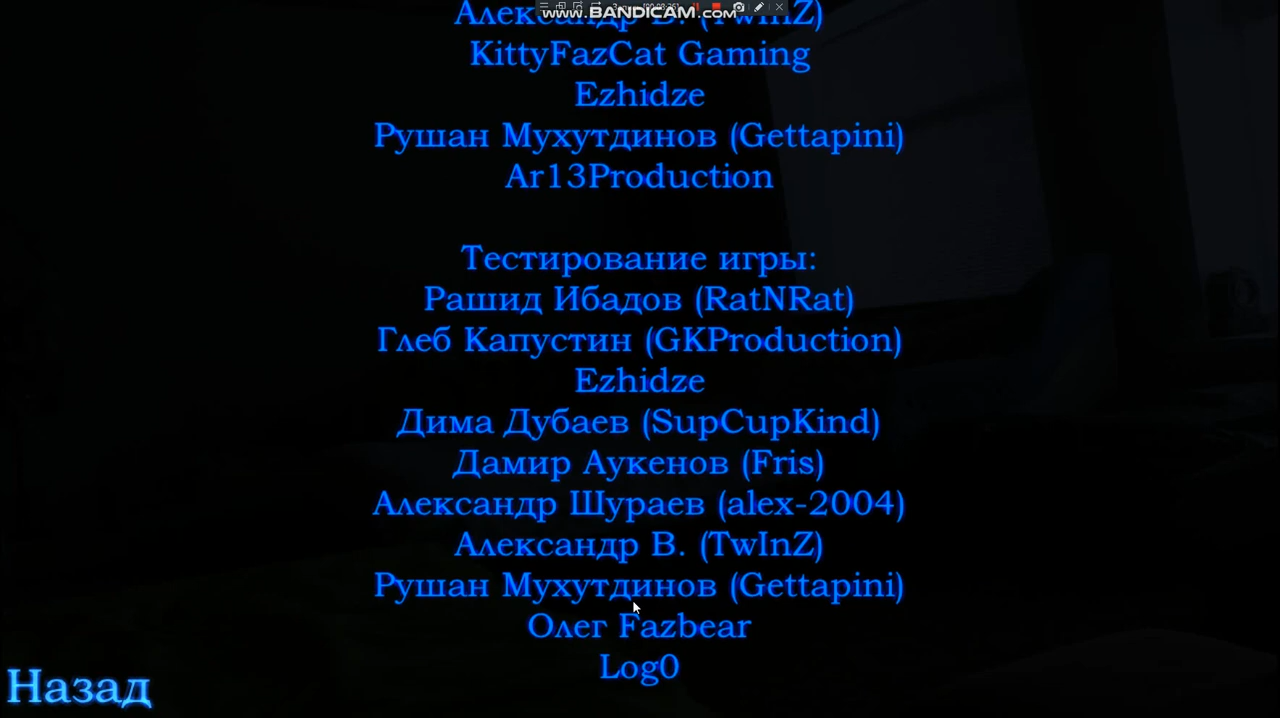 www.BANDICAM.com
Александр В. (TwInZ)
KittyFazCat Gaming
Ezhidze
Рушан Мухутдинов (Gettapini)
Ar13Production
Тестирование игры:
Рашид Ибадов (RatNRat)
Глеб Капустин (GKProduction)
Ezhidze
Дима Дубаев (SupCupKind)
Дамир Аукенов (Fris)
Александр Шураев (alex-2004)
Александр В. (TwInZ)
Рушан Мухутдинов (Gettapini)
Олег Fazbear
Log0
Назад